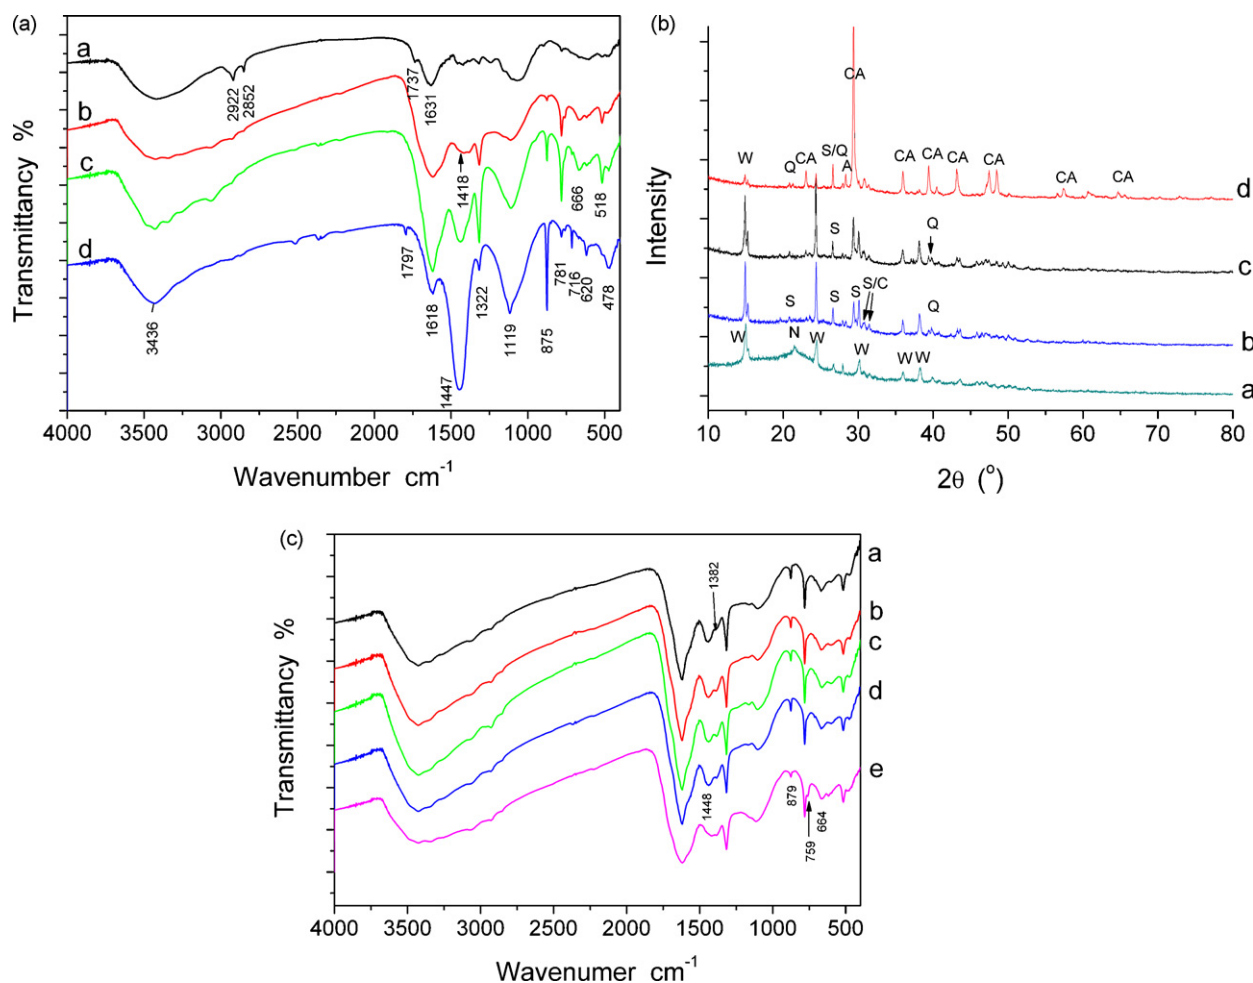 (a)
Transmittancy %
a
b
c
d
2922
2852
1737
1631
1418
666
518
3436
1797
1618
1447
1322
1119
875
781
716
620
478
4000 3500 3000 2500 2000 1500 1000 500
Wavenumber cm⁻¹
(b)
Intensity
CA
W Q CA S/Q A CA CA CA CA CA CA
d
S Q
c
S S S S/C Q
b
W N W W W W
a
10 20 30 40 50 60 70 80
2θ (°)
(c)
Transmittancy %
1382
a
b
c
d
e
1448
879
759
664
4000 3500 3000 2500 2000 1500 1000 500
Wavenumer cm⁻¹